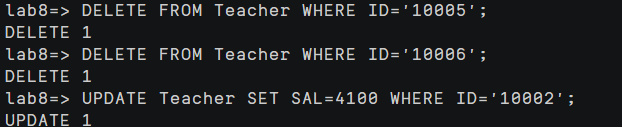 lab8=> DELETE FROM Teacher WHERE ID='10005';
DELETE 1
lab8=> DELETE FROM Teacher WHERE ID='10006';
DELETE 1
lab8=> UPDATE Teacher SET SAL=4100 WHERE ID='10002';
UPDATE 1